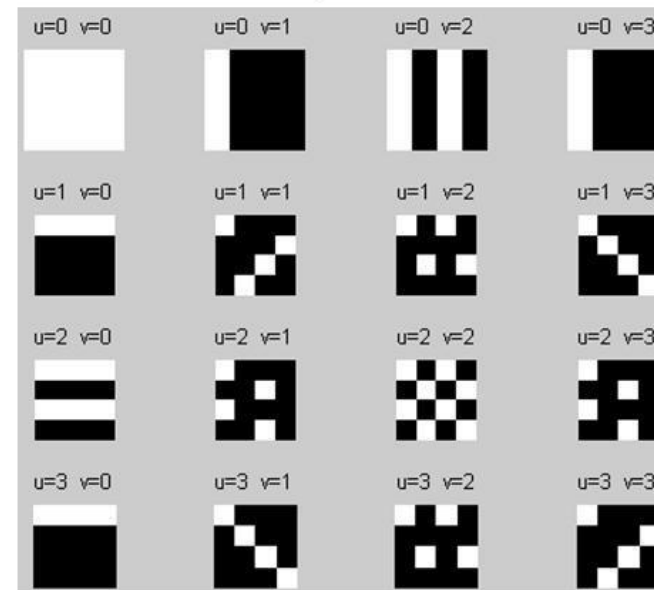 u=0 v=0 u=0 v=1 u=0 v=2 u=0 v=3
u=1 v=0 u=1 v=1 u=1 v=2 u=1 v=3
u=2 v=0 u=2 v=1 u=2 v=2 u=2 v=3
u=3 v=0 u=3 v=1 u=3 v=2 u=3 v=3